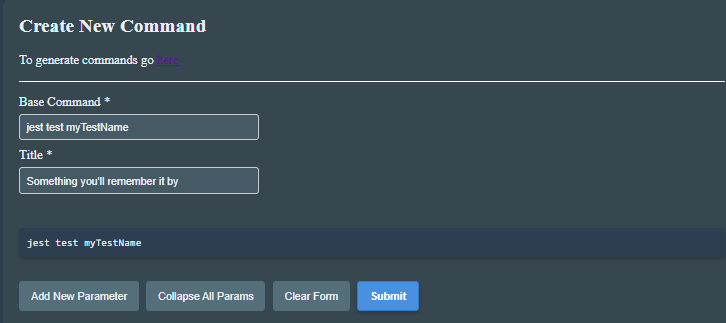 Create New Command
To generate commands go here
Base Command *
jest test myTestName
Title *
Something you'll remember it by
jest test myTestName
Add New Parameter Collapse All Params Clear Form Submit